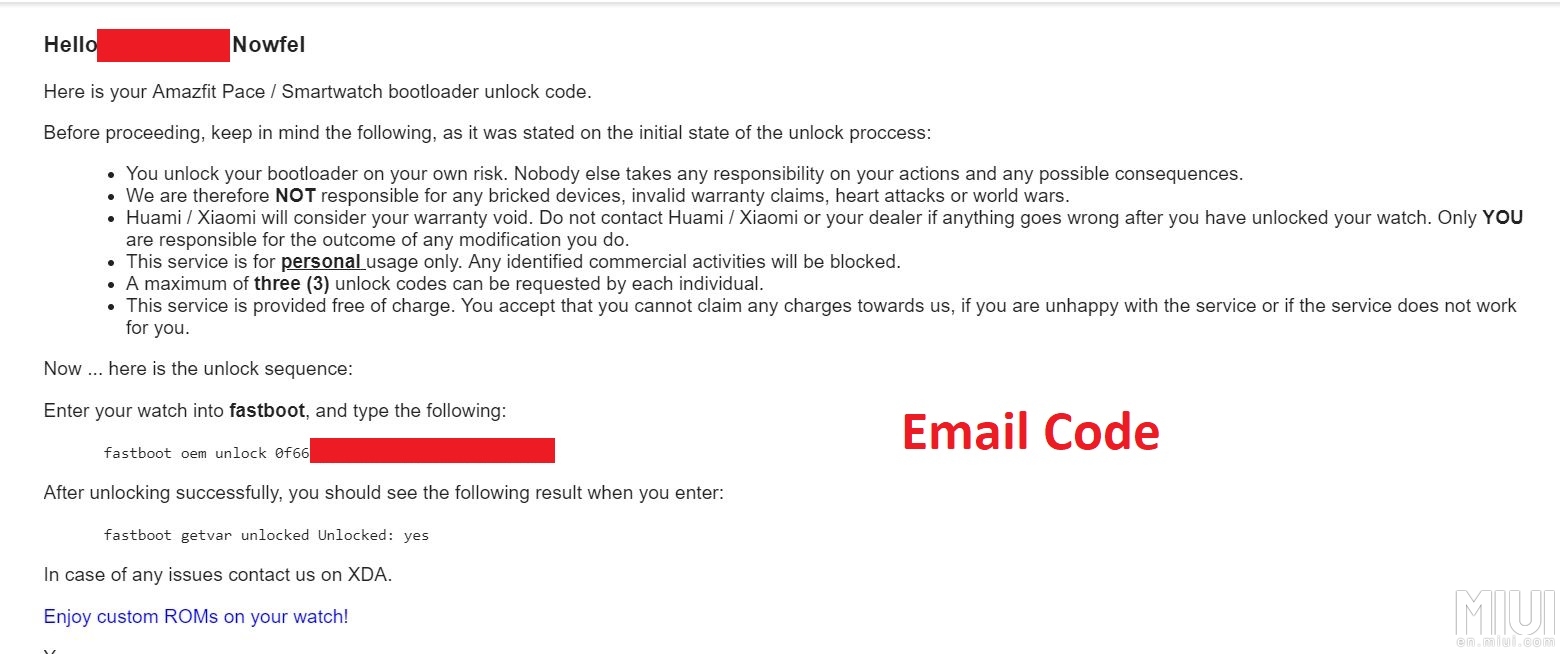 Hello Nowfel
Here is your Amazfit Pace / Smartwatch bootloader unlock code.
Before proceeding, keep in mind the following, as it was stated on the initial state of the unlock proccess:
• You unlock your bootloader on your own risk. Nobody else takes any responsibility on your actions and any possible consequences.
• We are therefore NOT responsible for any bricked devices, invalid warranty claims, heart attacks or world wars.
• Huami / Xiaomi will consider your warranty void. Do not contact Huami / Xiaomi or your dealer if anything goes wrong after you have unlocked your watch. Only YOU
are responsible for the outcome of any modification you do.
• This service is for personal usage only. Any identified commercial activities will be blocked.
• A maximum of three (3) unlock codes can be requested by each individual.
• This service is provided free of charge. You accept that you cannot claim any charges towards us, if you are unhappy with the service or if the service does not work
for you.
Now ... here is the unlock sequence:
Enter your watch into fastboot, and type the following:
fastboot oem unlock 0f66
Email Code
After unlocking successfully, you should see the following result when you enter:
fastboot getvar unlocked Unlocked: yes
In case of any issues contact us on XDA.
Enjoy custom ROMs on your watch!
MIUI
en.miui.com